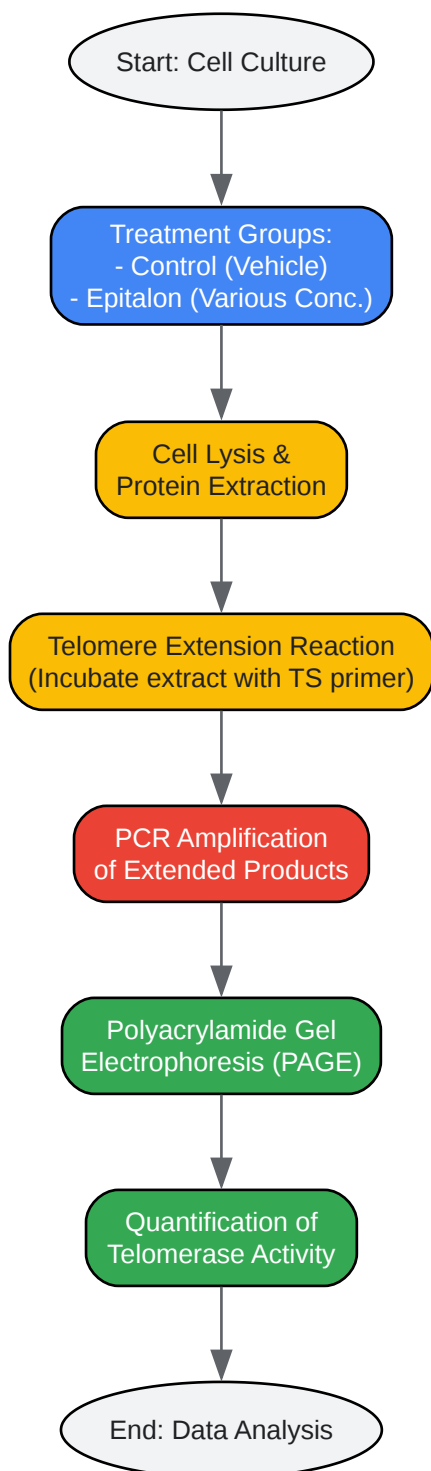 Start: Cell Culture
Treatment Groups:
- Control (Vehicle)
- Epitalon (Various Conc.)
Cell Lysis &
Protein Extraction
Telomere Extension Reaction
(Incubate extract with TS primer)
PCR Amplification
of Extended Products
Polyacrylamide Gel
Electrophoresis (PAGE)
Quantification of
Telomerase Activity
End: Data Analysis